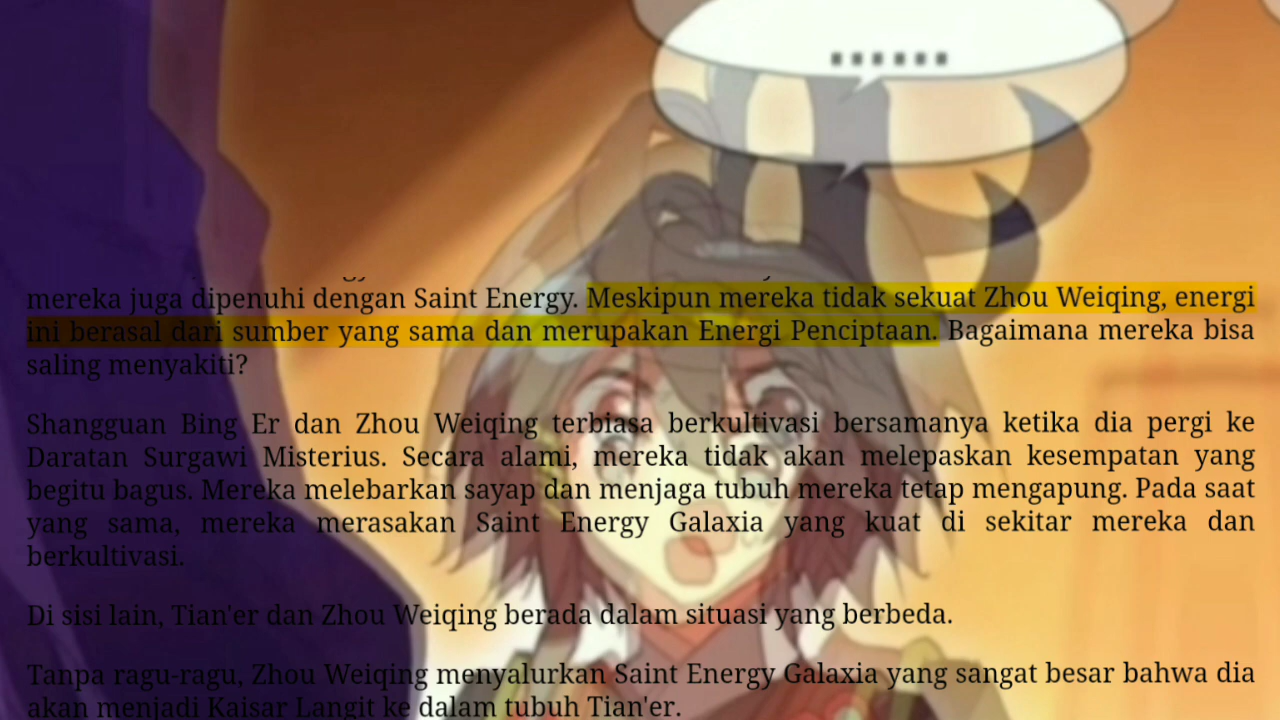 ......
mereka juga dipenuhi dengan Saint Energy. Meskipun mereka tidak sekuat Zhou Weiqing, energi
ini berasal dari sumber yang sama dan merupakan Energi Penciptaan. Bagaimana mereka bisa
saling menyakiti?
Shangguan Bing Er dan Zhou Weiqing terbiasa berkultivasi bersamanya ketika dia pergi ke
Daratan Surgawi Misterius. Secara alami, mereka tidak akan melepaskan kesempatan yang
begitu bagus. Mereka melebarkan sayap dan menjaga tubuh mereka tetap mengapung. Pada saat
yang sama, mereka merasakan Saint Energy Galaxia yang kuat di sekitar mereka dan
berkultivasi.
Di sisi lain, Tian'er dan Zhou Weiqing berada dalam situasi yang berbeda.
Tanpa ragu-ragu, Zhou Weiqing menyalurkan Saint Energy Galaxia yang sangat besar bahwa dia
akan menjadi Kaisar Langit ke dalam tubuh Tian'er.